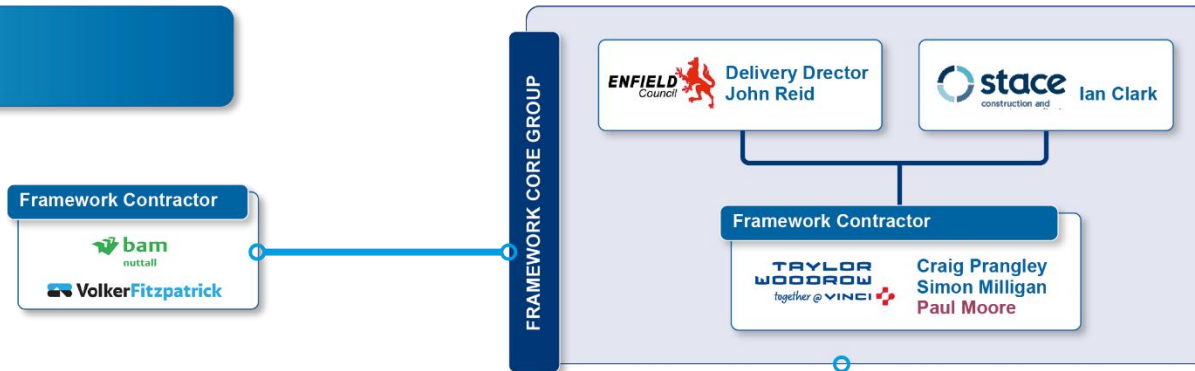 FRAMEWORK CORE GROUP
ENFIELD
Council
Delivery Drector
John Reid
stace
construction and
Ian Clark
Framework Contractor
bam
nuttall
VolkerFitzpatrick
Framework Contractor
TAYLOR
WOODROW
together @ VINCI
Craig Prangley
Simon Milligan
Paul Moore